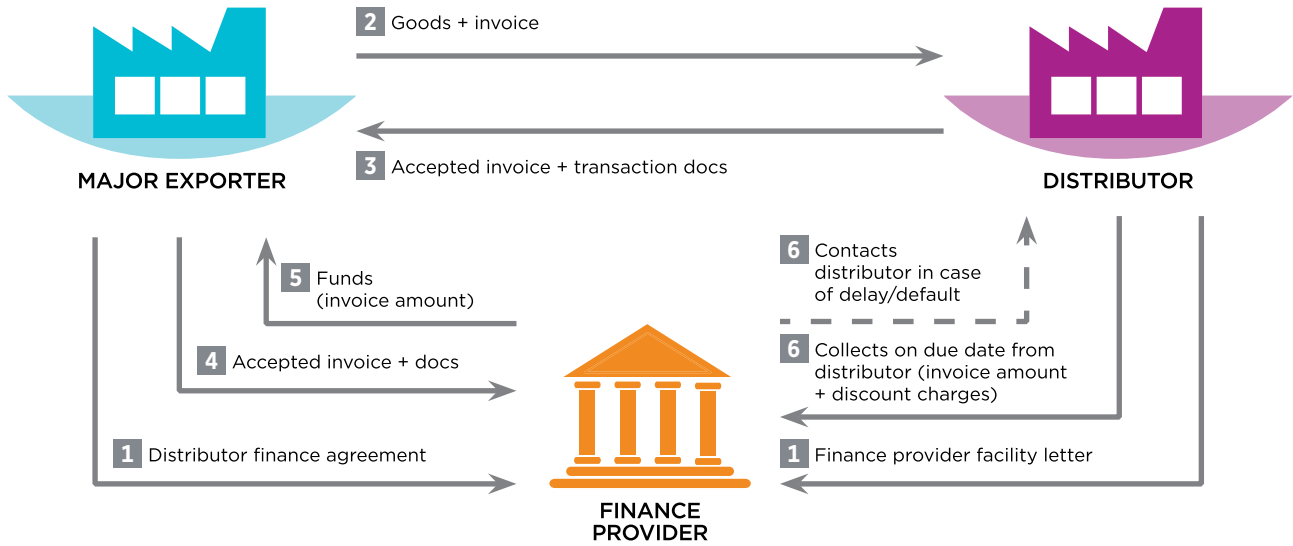 2 Goods + invoice
3 Accepted invoice + transaction docs
MAJOR EXPORTER
DISTRIBUTOR
5 Funds
(invoice amount)
4 Accepted invoice + docs
1 Distributor finance agreement
6 Contacts
distributor in case
of delay/default
6 Collects on due date from
distributor (invoice amount
+ discount charges)
1 Finance provider facility letter
FINANCE
PROVIDER